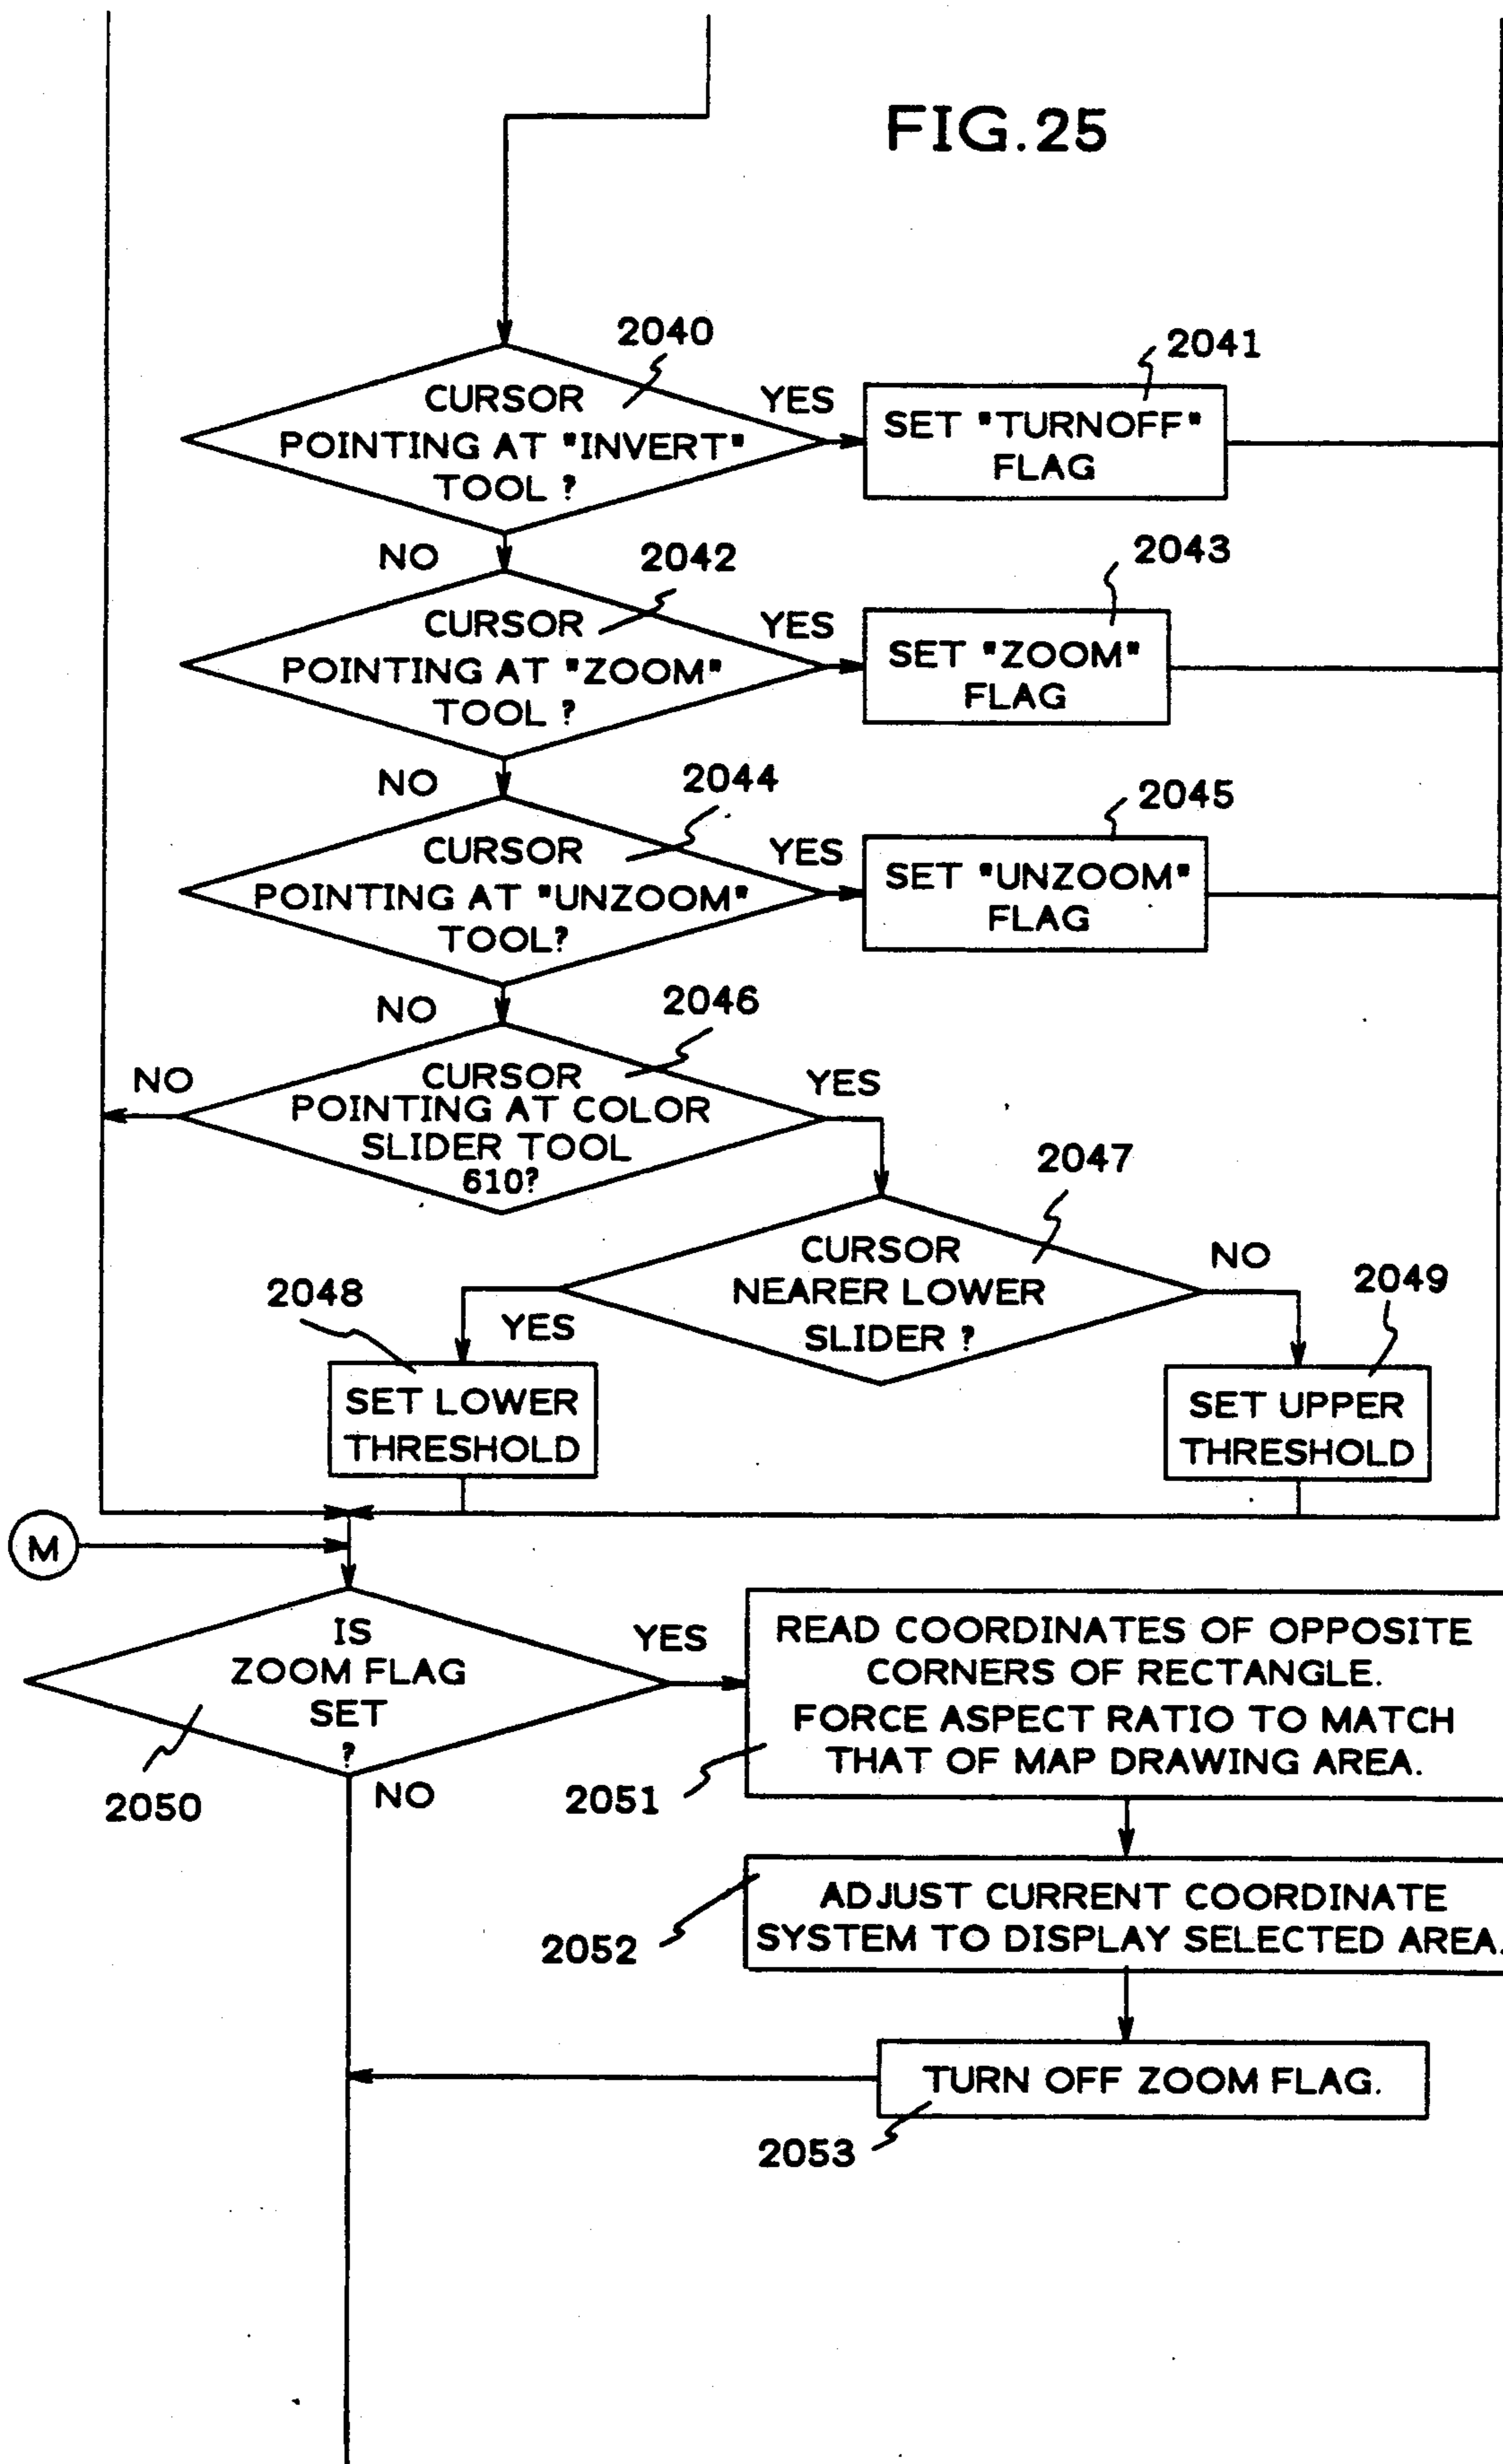 FIG.25
2040
CURSOR
POINTING AT "INVERT"
TOOL ?
YES
2041
SET "TURNOFF"
FLAG
NO
2042
CURSOR
POINTING AT "ZOOM"
TOOL ?
YES
2043
SET "ZOOM"
FLAG
NO
2044
CURSOR
POINTING AT "UNZOOM"
TOOL?
YES
2045
SET "UNZOOM"
FLAG
NO
2046
NO
CURSOR
POINTING AT COLOR
SLIDER TOOL
610?
YES
2047
CURSOR
NEARER LOWER
SLIDER ?
YES
NO
2048
SET LOWER
THRESHOLD
2049
SET UPPER
THRESHOLD
M
IS
ZOOM FLAG
SET
?
2050
YES
NO
READ COORDINATES OF OPPOSITE
CORNERS OF RECTANGLE.
FORCE ASPECT RATIO TO MATCH
THAT OF MAP DRAWING AREA.
2051
ADJUST CURRENT COORDINATE
SYSTEM TO DISPLAY SELECTED AREA.
2052
TURN OFF ZOOM FLAG.
2053